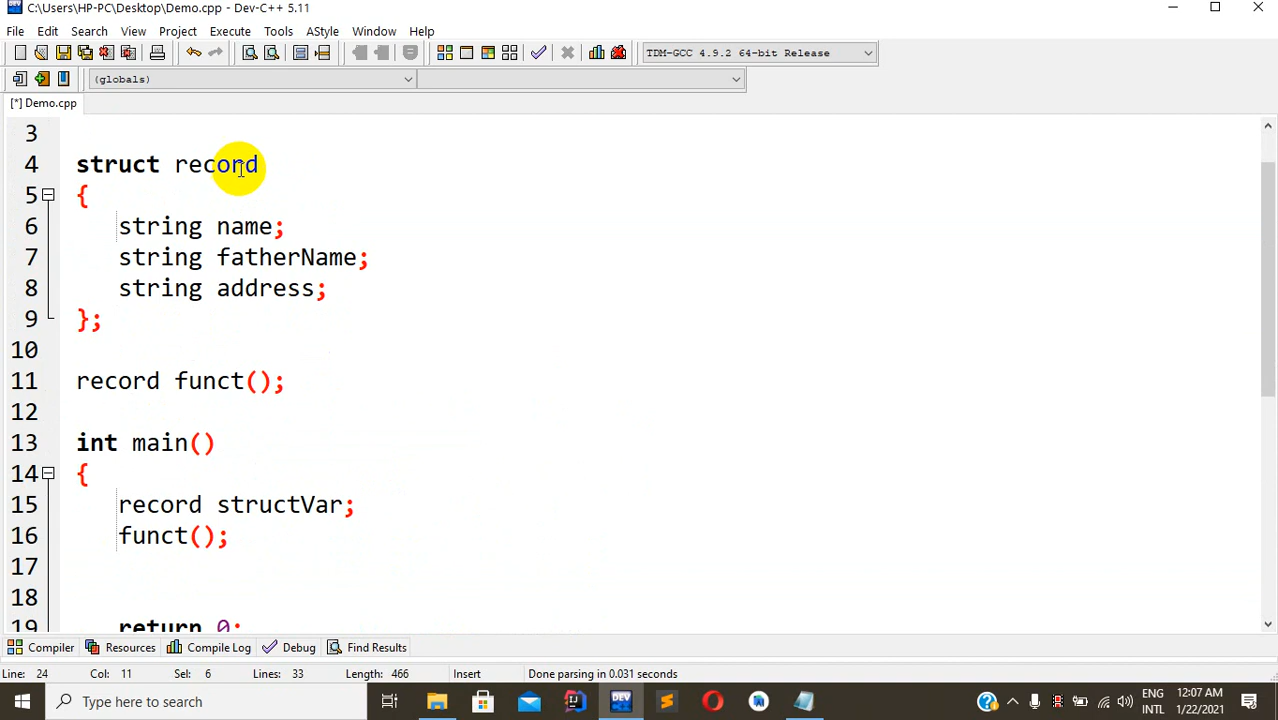 C:\Users\HP-PC\Desktop\Demo.cpp - Dev-C++ 5.11
File Edit Search View Project Execute Tools AStyle Window Help
TDM-GCC 4.9.2 64-bit Release
(globals)
[*] Demo.cpp
3
4 struct record
5 {
6 string name;
7 string fatherName;
8 string address;
9 };
10
11 record funct();
12
13 int main()
14 {
15 record structVar;
16 funct();
17
18
19 return 0;
Compiler Resources Compile Log Debug Find Results
Line: 24 Col: 11 Sel: 6 Lines: 33 Length: 466 Insert Done parsing in 0.031 seconds
Type here to search
DEV
ENG
INTL
12:07 AM
1/22/2021